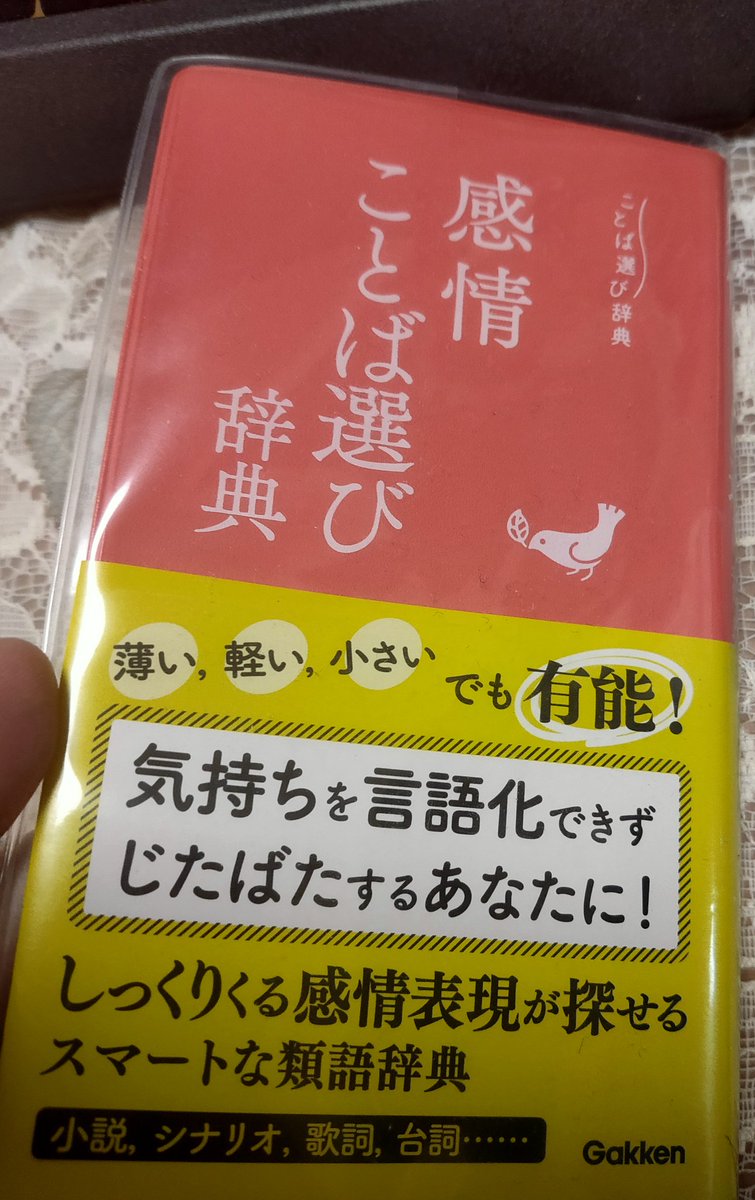 ことば選び辞典
感情
ことば選び
辞典
薄い, 軽い, 小さい でも 有能!
気持ちを言語化できず
じたばたするあなたに!
しっくりくる感情表現が探せる
スマートな類語辞典
小説, シナリオ, 歌詞, 台詞……
Gakken